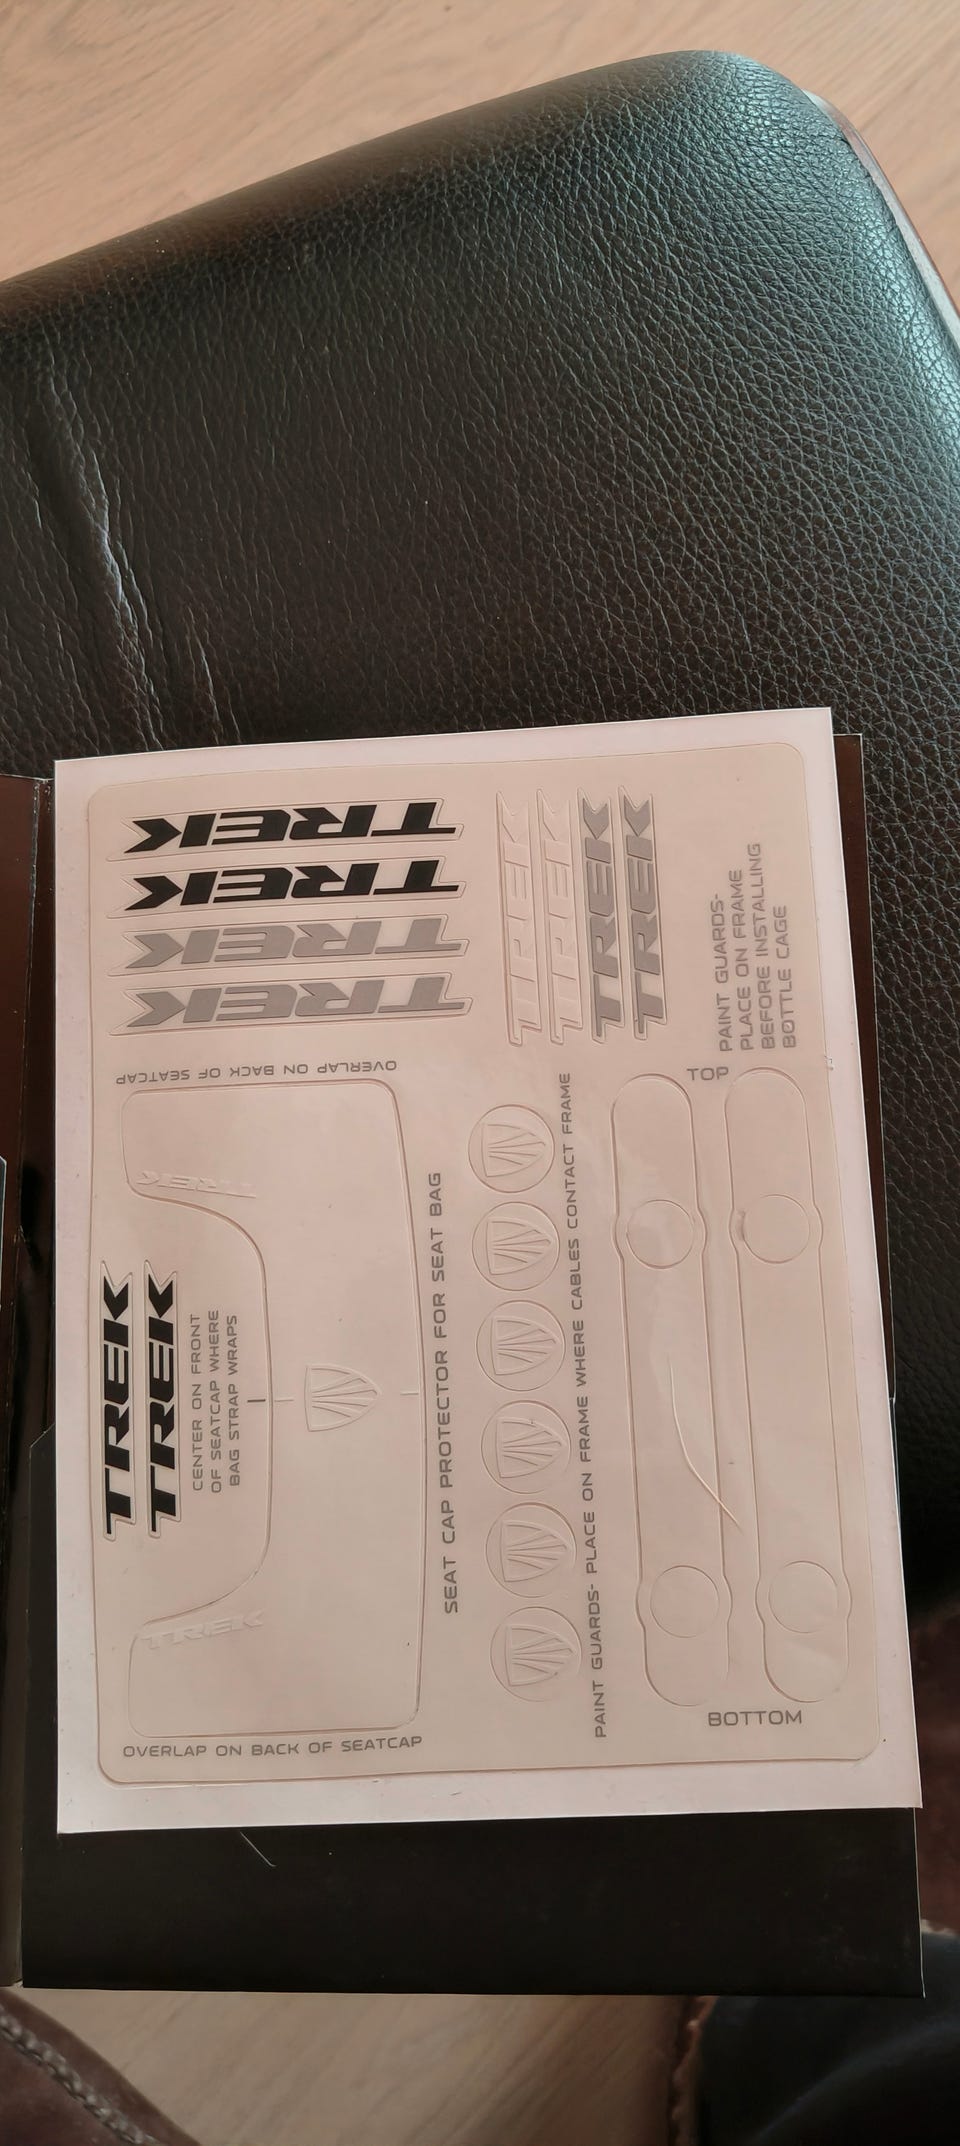 TREK
TREK
TREK
TREK
TREK
TREK
TREK
TREK
PAINT GUARDS-
PLACE ON FRAME
BEFORE INSTALLING
BOTTLE CAGE
OVERLAP ON BACK OF SEATCAP
TREK
TREK
TREK
CENTER ON FRONT
OF SEATCAP WHERE
BAG STRAP WRAPS
TREK
OVERLAP ON BACK OF SEATCAP
SEAT CAP PROTECTOR FOR SEAT BAG
PAINT GUARDS- PLACE ON FRAME WHERE CABLES CONTACT FRAME
TOP
BOTTOM